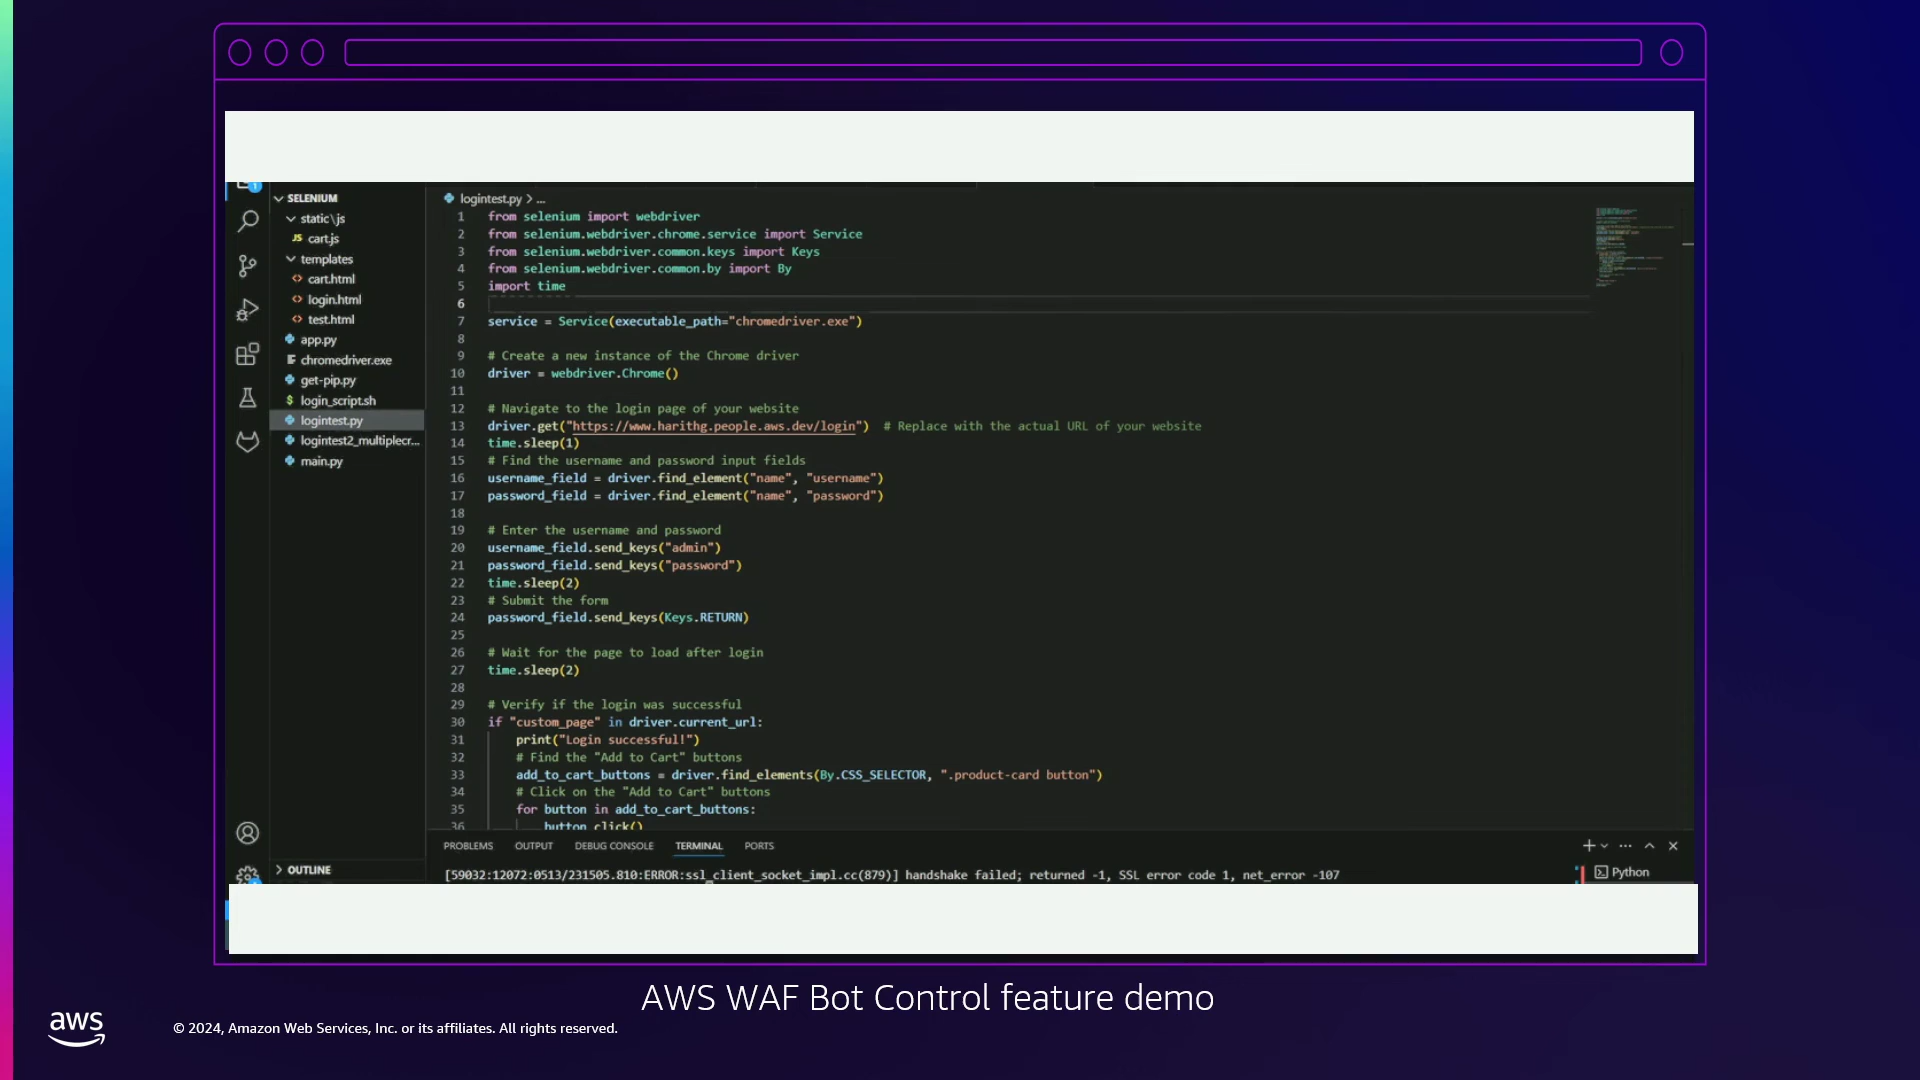 1
SELENIUM
static\js
JS cart.js
templates
<> cart.html
<> login.html
<> test.html
app.py
chromedriver.exe
get-pip.py
$ login_script.sh
logintest.py
logintest2_multiplecr...
main.py
OUTLINE
logintest.py > ...
1 from selenium import webdriver
2 from selenium.webdriver.chrome.service import Service
3 from selenium.webdriver.common.keys import Keys
4 from selenium.webdriver.common.by import By
5 import time
6
7 service = Service(executable_path="chromedriver.exe")
8
9 # Create a new instance of the Chrome driver
10 driver = webdriver.Chrome()
11
12 # Navigate to the login page of your website
13 driver.get("https://www.harithg.people.aws.dev/login") # Replace with the actual URL of your website
14 time.sleep(1)
15 # Find the username and password input fields
16 username_field = driver.find_element("name", "username")
17 password_field = driver.find_element("name", "password")
18
19 # Enter the username and password
20 username_field.send_keys("admin")
21 password_field.send_keys("password")
22 time.sleep(2)
23 # Submit the form
24 password_field.send_keys(Keys.RETURN)
25
26 # Wait for the page to load after login
27 time.sleep(2)
28
29 # Verify if the login was successful
30 if "custom_page" in driver.current_url:
31 print("Login successful!")
32 # Find the "Add to Cart" buttons
33 add_to_cart_buttons = driver.find_elements(By.CSS_SELECTOR, ".product-card button")
34 # Click on the "Add to Cart" buttons
35 for button in add_to_cart_buttons:
36 button.click()
PROBLEMS OUTPUT DEBUG CONSOLE TERMINAL PORTS
[59032:12072:0513/231505.810:ERROR:ssl_client_socket_impl.cc(879)] handshake failed; returned -1, SSL error code 1, net_error -107
Python
AWS WAF Bot Control feature demo
aws
© 2024, Amazon Web Services, Inc. or its affiliates. All rights reserved.